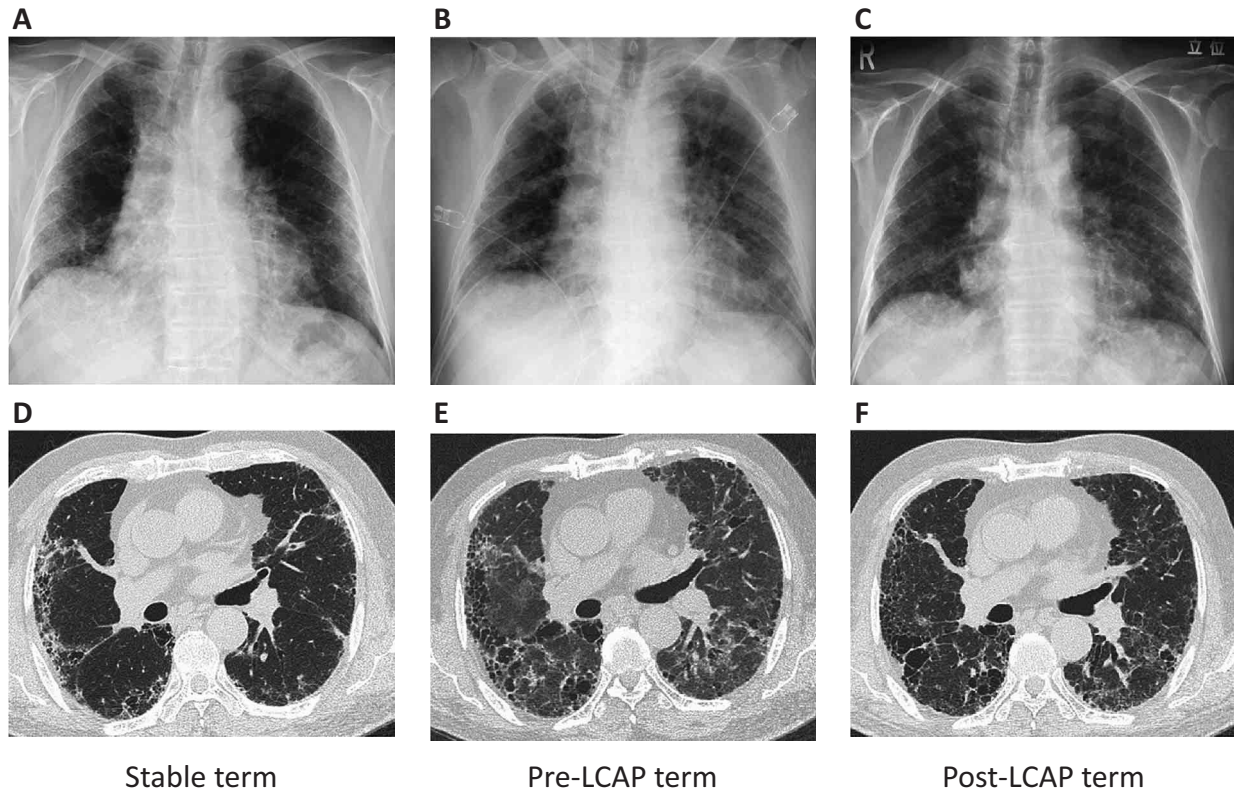 A
B
C
R
立位
D
E
F
Stable term
Pre-LCAP term
Post-LCAP term